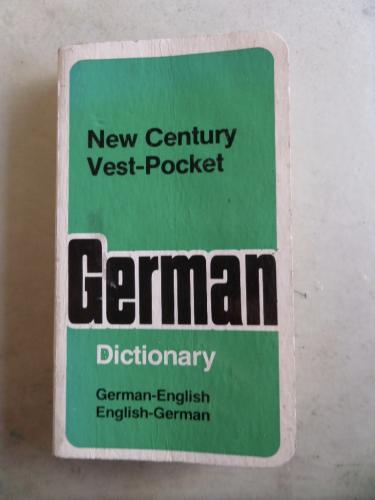 New Century
Vest-Pocket
German
Dictionary
German-English
English-German